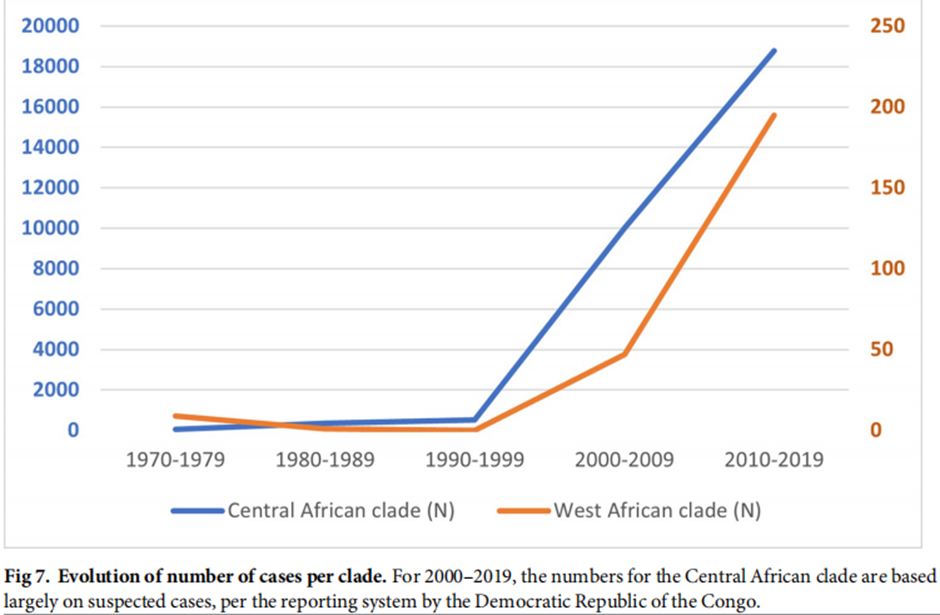 20000 250
18000
16000 200
14000
12000 150
10000
8000 100
6000
4000 50
2000
0 0
1970-1979 1980-1989 1990-1999 2000-2009 2010-2019
Central African clade (N) West African clade (N)
Fig 7. Evolution of number of cases per clade. For 2000–2019, the numbers for the Central African clade are based
largely on suspected cases, per the reporting system by the Democratic Republic of the Congo.